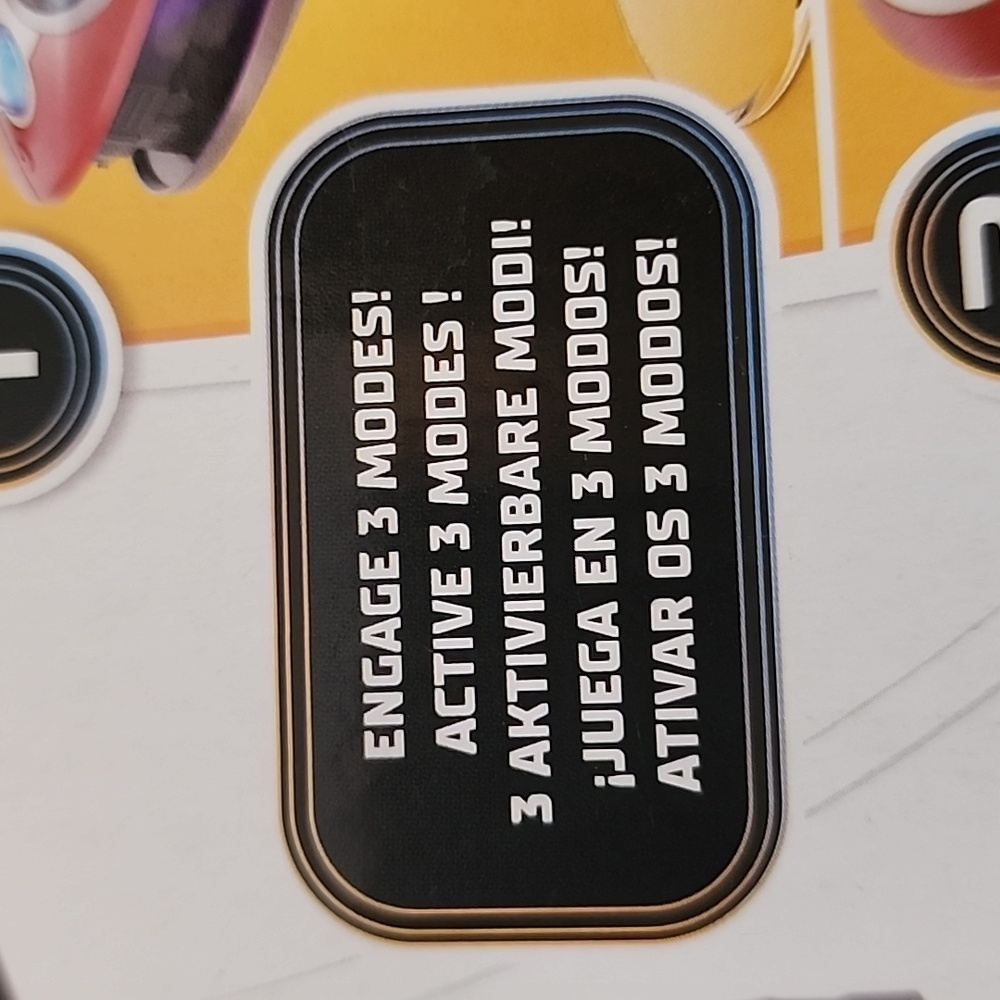 ENGAGE 3 MODES!
ACTIVE 3 MODES !
3 AKTIVIERBARE MODI!
¡JUEGA EN 3 MODOS!
ATIVAR OS 3 MODOS!